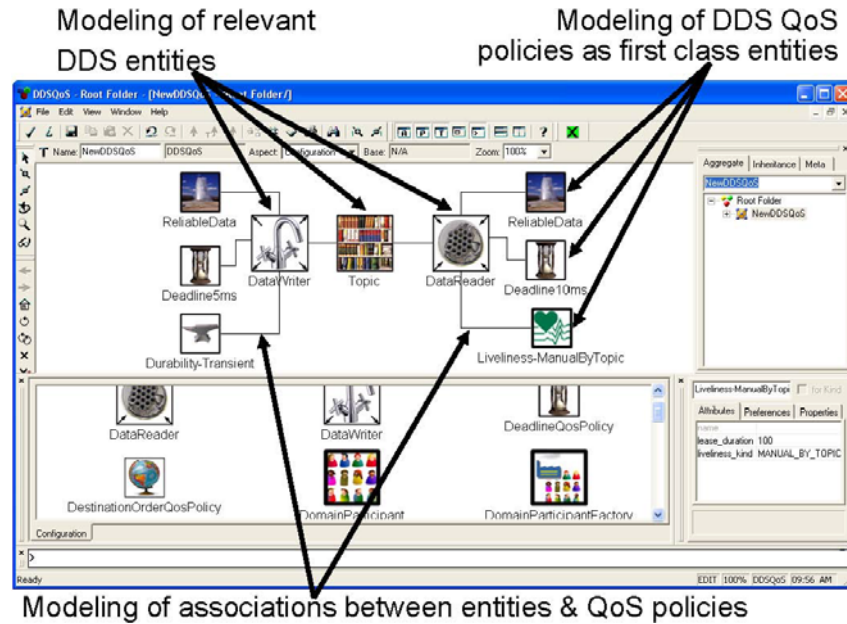 Modeling of relevant
DDS entities
Modeling of DDS QoS
policies as first class entities
DDSQoS - Root Folder - [NewDDSQoS Root Folder/]
File Edit View Window Help
Name: NewDDSQoS DDSQoS Aspect: Configuration Base: N/A Zoom: 100%
Aggregate Inheritance Meta
NewDDSQoS
Root Folder
NewDDSQoS
ReliableData
ReliableData
Deadline5ms
DataWriter
Topic
DataReader
Deadline10ms
Durability-Transient
Liveliness-ManualByTopic
DataReader
DataWriter
DeadlineQosPolicy
DestinationOrderQosPolicy
DomainParticipant
DomainParticipantFactory
Configuration
Liveliness-ManualByTopi for Kind
Attributes Preferences Properties
name
lease_duration 100
liveliness_kind MANUAL_BY_TOPIC
>
Ready
EDIT 100% DDSQoS 09:56 AM
Modeling of associations between entities & QoS policies